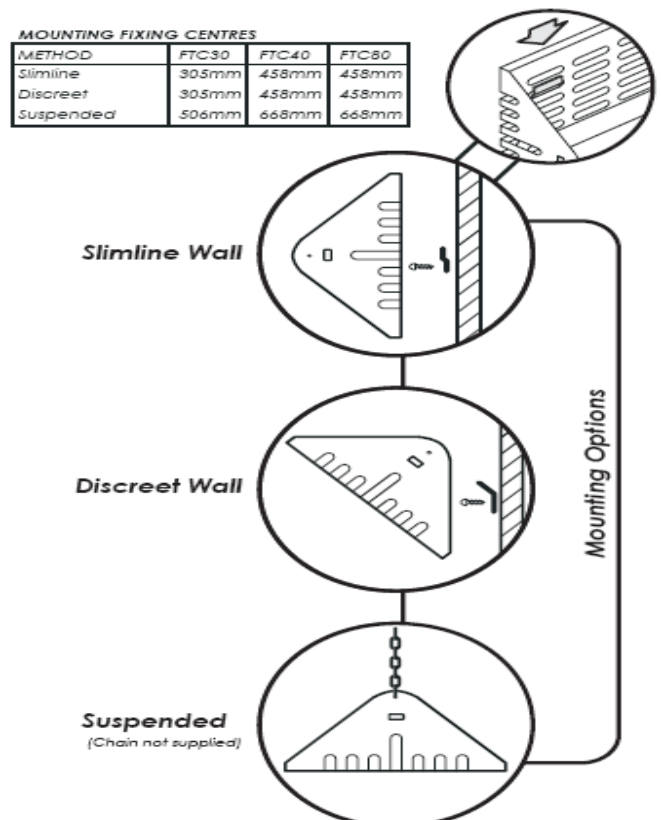 MOUNTING FIXING CENTRES
METHOD FTC30 FTC40 FTC80
Slimline 305mm 458mm 458mm
Discreet 305mm 458mm 458mm
Suspended 506mm 668mm 668mm
Slimline Wall
Discreet Wall
Mounting Options
Suspended
(Chain not supplied)